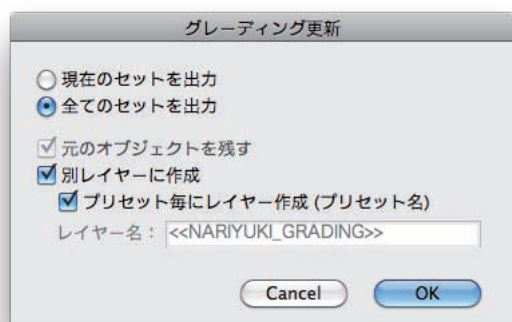 グレーディング更新
現在のセットを出力
全てのセットを出力
元のオブジェクトを残す
別レイヤーに作成
プリセット毎にレイヤー作成 (プリセット名)
レイヤー名： <<NARIYUKI_GRADING>>
Cancel OK